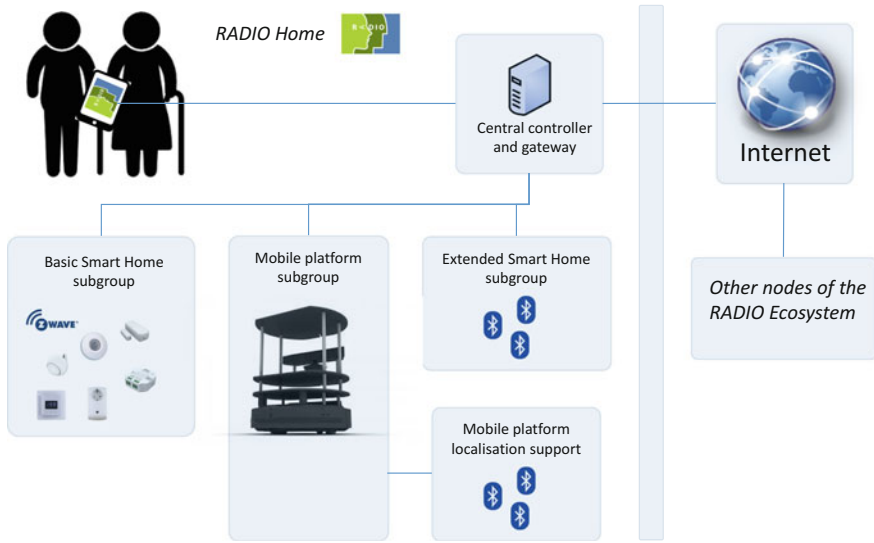 RADIO Home
RADIO
Central controller
and gateway
Internet
Basic Smart Home
subgroup
Mobile platform
subgroup
Extended Smart Home
subgroup
Other nodes of the
RADIO Ecosystem
Z WAVE
Mobile platform
localisation support